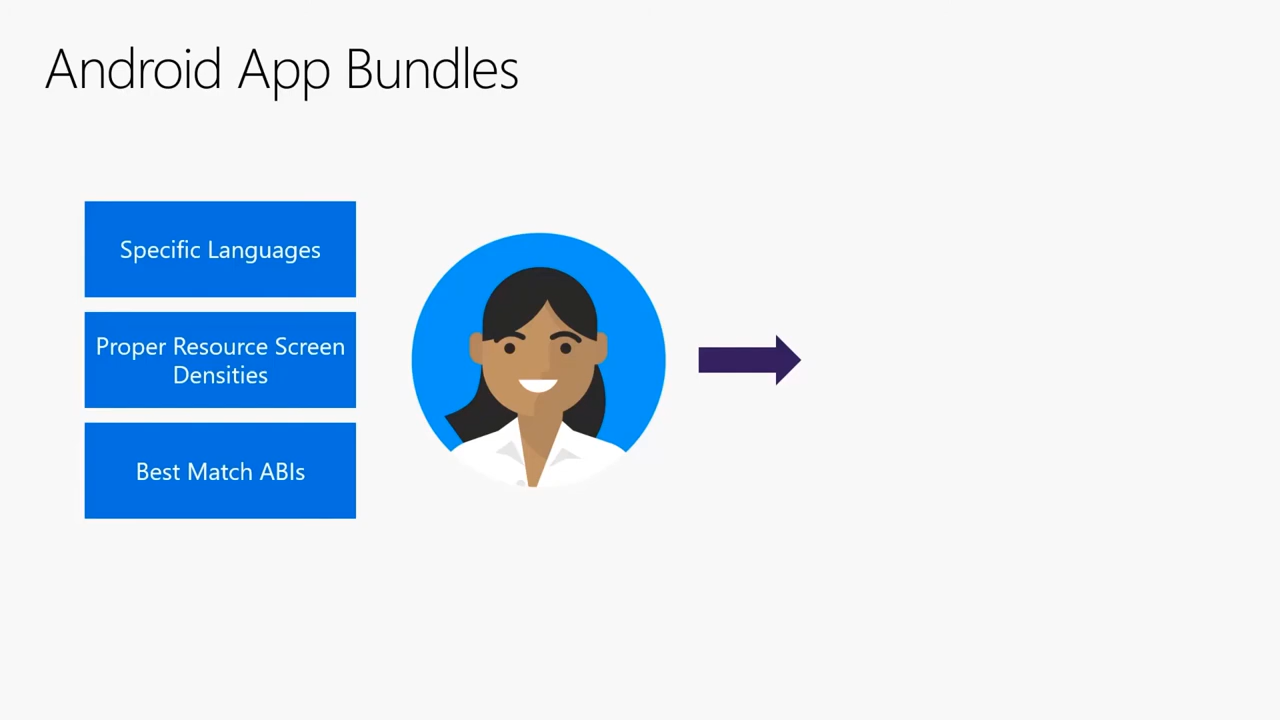 Android App Bundles
Specific Languages
Proper Resource Screen
Densities
Best Match ABIs